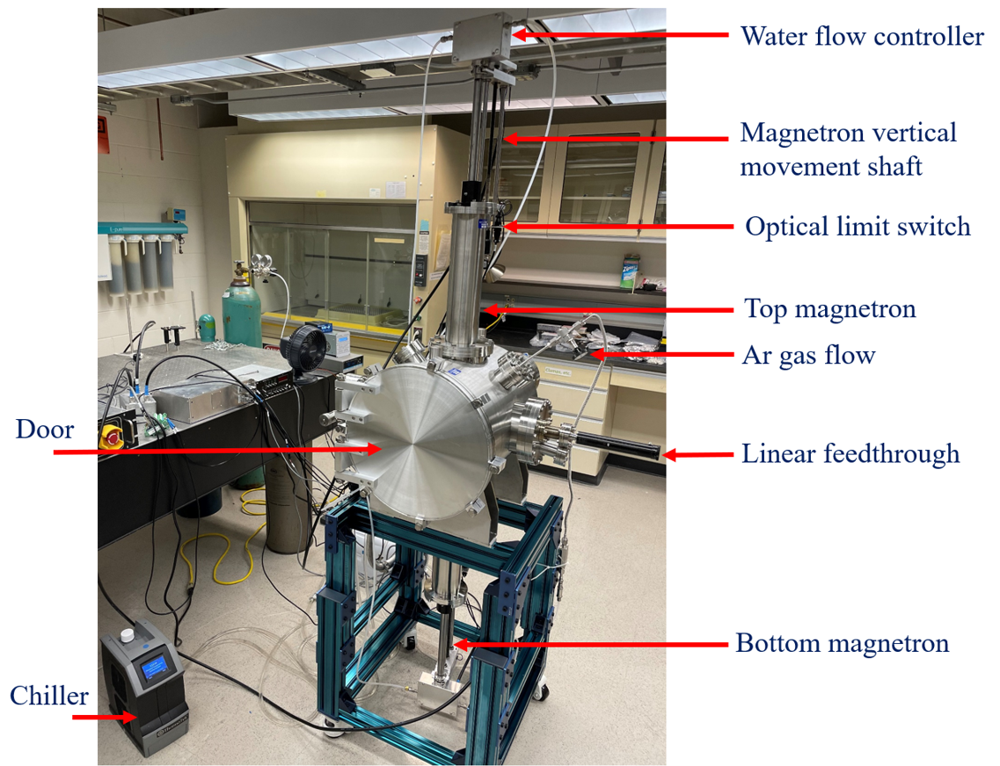 Water flow controller
Magnetron vertical
movement shaft
Optical limit switch
Top magnetron
Ar gas flow
Door
Linear feedthrough
Bottom magnetron
Chiller